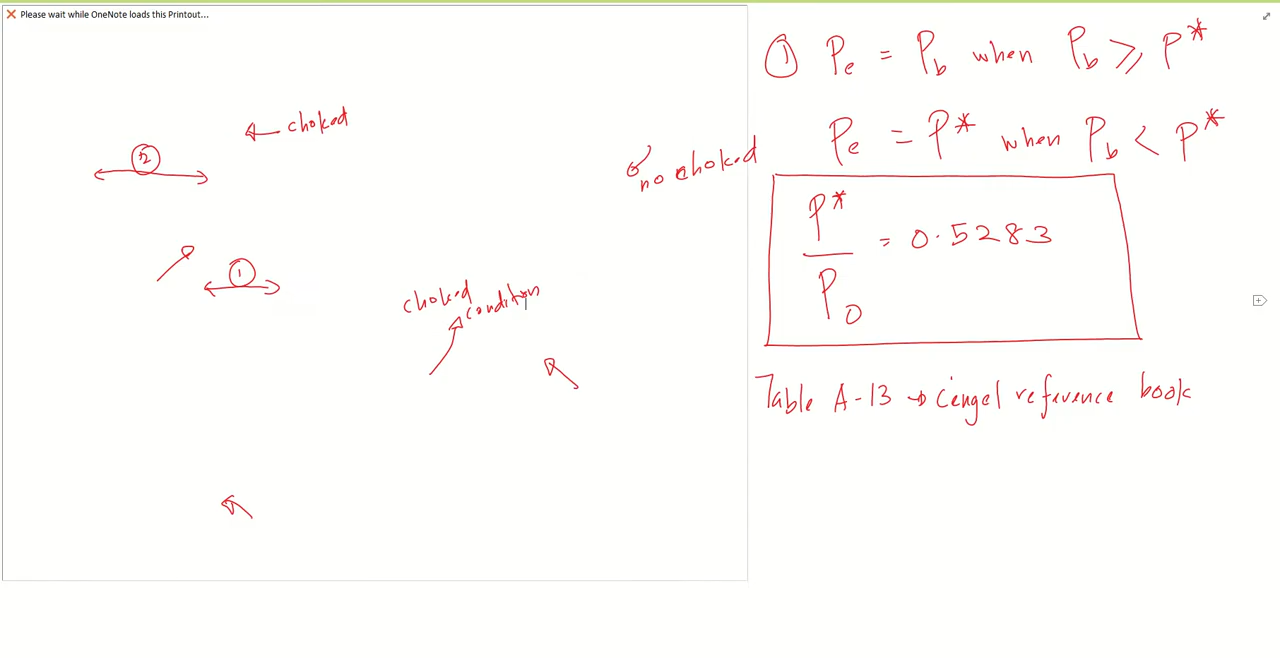 Please wait while OneNote loads this Printout...
① Pe = Pb when Pb ⩾ P*
← choked
Pe = P* when Pb < P*
no choked
②
P*/P0 = 0.5283
①
choked condition
Table A-13 → Cengel reference book